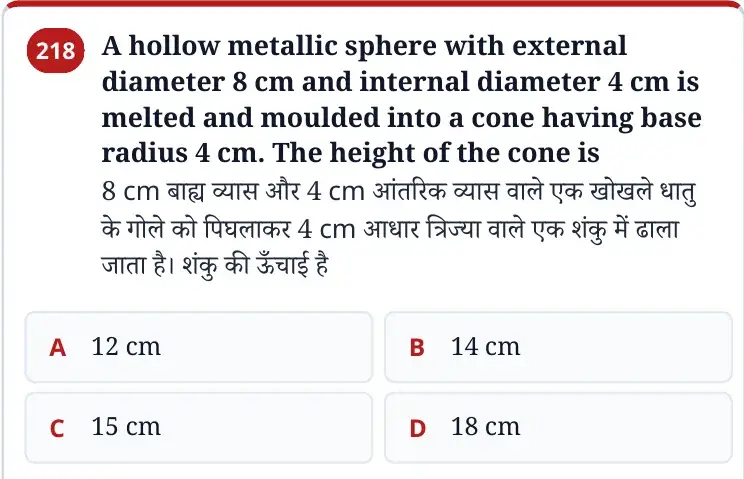 218 A hollow metallic sphere with external
diameter 8 cm and internal diameter 4 cm is
melted and moulded into a cone having base
radius 4 cm. The height of the cone is
8 cm बाह्य व्यास और 4 cm आंतरिक व्यास वाले एक खोखले धातु
के गोले को पिघलाकर 4 cm आधार त्रिज्या वाले एक शंकु में ढाला
जाता है। शंकु की ऊँचाई है
A 12 cm
B 14 cm
C 15 cm
D 18 cm